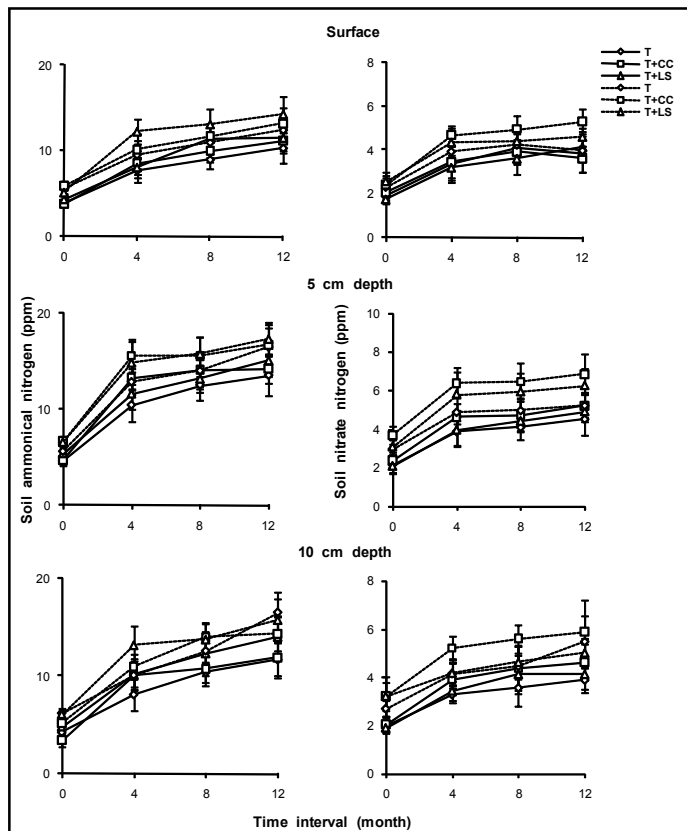 Surface
T
T+CC
T+LS
T
T+CC
T+LS
20
10
0
0 4 8 12
8
6
4
2
0
0 4 8 12
5 cm depth
Soil ammonical nitrogen (ppm)
20
10
0
0 4 8 12
Soil nitrate nitrogen (ppm)
10
8
6
4
2
0
0 4 8 12
10 cm depth
20
10
0
0 4 8 12
8
6
4
2
0
0 4 8 12
Time interval (month)